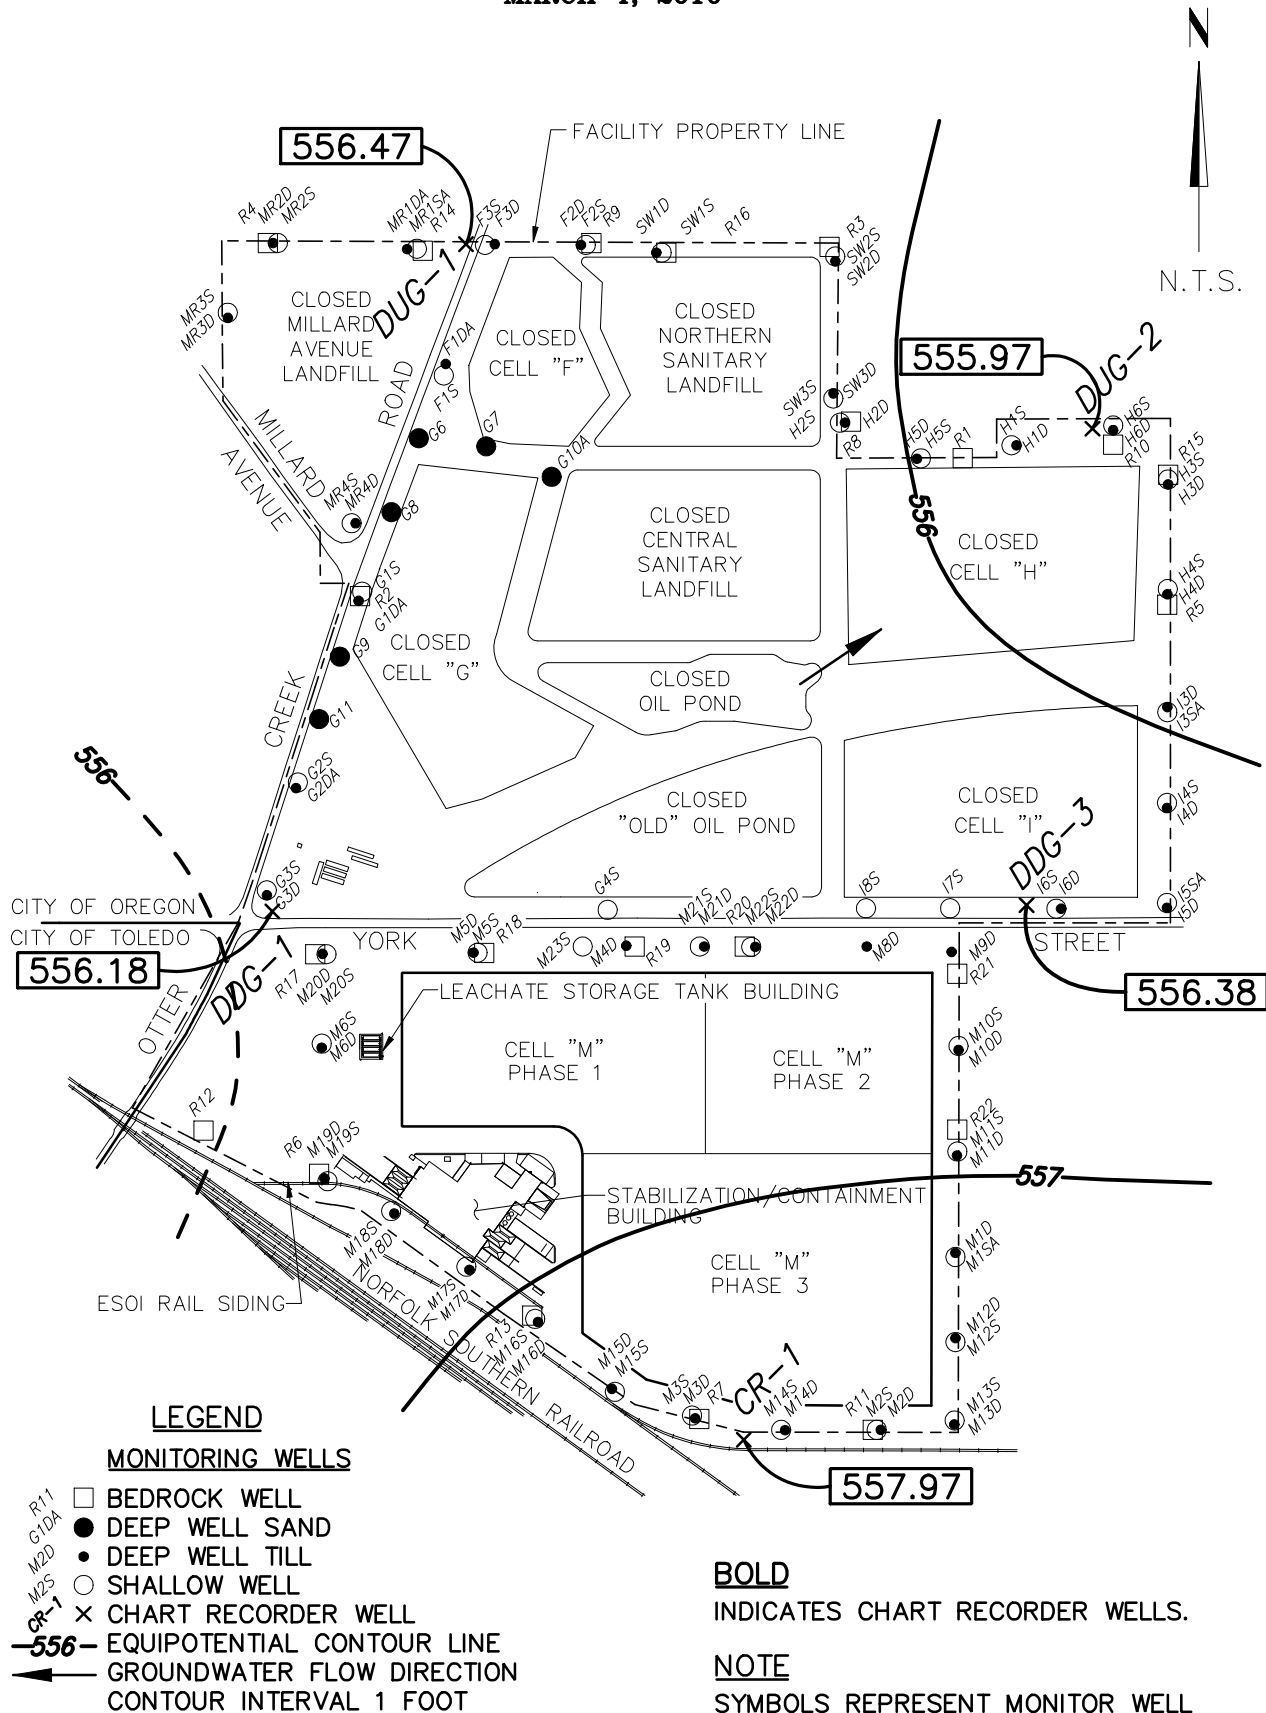 N
N.T.S.
556.47
FACILITY PROPERTY LINE
R4
MR2D
MR2S
MR1DA
MR1SA
R14
F3S
F3D
F2D
F2S
R9
SW1D
SW1S
R16
R3
SW2S
SW2D
DUG-1
MR3S
MR3D
CLOSED
MILLARD
AVENUE
LANDFILL
CLOSED
CELL "F"
CLOSED
NORTHERN
SANITARY
LANDFILL
555.97
DUG-2
F1DA
F1S
ROAD
MILLARD
AVENUE
G6
G7
G10A
SW3S
SW3D
H2S
H2D
R8
H5D
H5S
R1
H1S
H1D
H6S
H6D
R10
R15
H3S
H3D
MR4S
MR4D
G8
CLOSED
CENTRAL
SANITARY
LANDFILL
556
CLOSED
CELL "H"
G1S
R2
G1DA
H4S
H4D
R5
G9
CLOSED
CELL "G"
CLOSED
OIL POND
CREEK
G11
I3D
I3SA
556
G2S
G2DA
CLOSED
"OLD" OIL POND
CLOSED
CELL "I"
I4S
I4D
DDG-3
G3S
G3D
G4S
I8S
I7S
I6S
I6D
I5SA
I5D
CITY OF OREGON
CITY OF TOLEDO
YORK
STREET
M5D
M5S
R18
M23S
M4D
R19
M21S
M21D
R20
M22S
M22D
M8D
M9D
R21
556.18
DDG-1
R17
M20D
M20S
LEACHATE STORAGE TANK BUILDING
556.38
OTTER
M6S
M6D
CELL "M"
PHASE 1
CELL "M"
PHASE 2
M10S
M10D
R12
R6
M19D
M19S
R22
M11S
M11D
557
STABILIZATION/CONTAINMENT
BUILDING
M18S
M18D
M17S
M17D
CELL "M"
PHASE 3
M1D
M1SA
ESOI RAIL SIDING
NORFOLK SOUTHERN RAILROAD
R13
M16S
M16D
M15D
M15S
M12D
M12S
CR-1
M3S
M3D
R7
M14S
M14D
R11
M2S
M2D
M13S
M13D
557.97
LEGEND
MONITORING WELLS
R11 BEDROCK WELL
G1DA DEEP WELL SAND
M2D DEEP WELL TILL
M2S SHALLOW WELL
CR-1 CHART RECORDER WELL
556 EQUIPOTENTIAL CONTOUR LINE
GROUNDWATER FLOW DIRECTION
CONTOUR INTERVAL 1 FOOT
BOLD
INDICATES CHART RECORDER WELLS.
NOTE
SYMBOLS REPRESENT MONITOR WELL